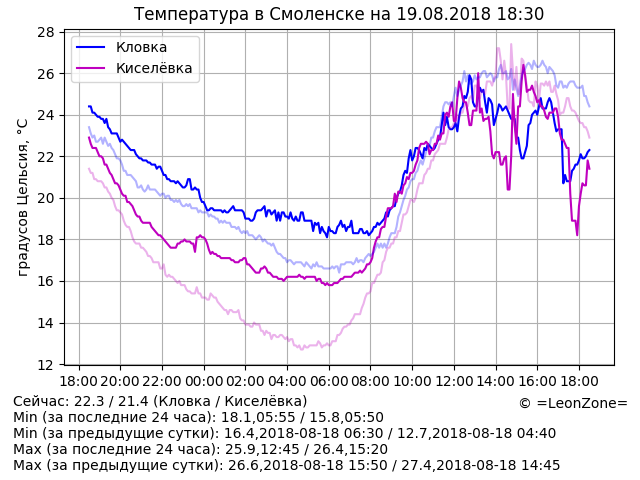 Температура в Смоленске на 19.08.2018 18:30
Кловка
Киселёвка
градусов Цельсия, °C
28
26
24
22
20
18
16
14
12
18:00 20:00 22:00 00:00 02:00 04:00 06:00 08:00 10:00 12:00 14:00 16:00 18:00
Сейчас: 22.3 / 21.4 (Кловка / Киселёвка)
© =LeonZone=
Min (за последние 24 часа): 18.1,05:55 / 15.8,05:50
Min (за предыдущие сутки): 16.4,2018-08-18 06:30 / 12.7,2018-08-18 04:40
Max (за последние 24 часа): 25.9,12:45 / 26.4,15:20
Max (за предыдущие сутки): 26.6,2018-08-18 15:50 / 27.4,2018-08-18 14:45